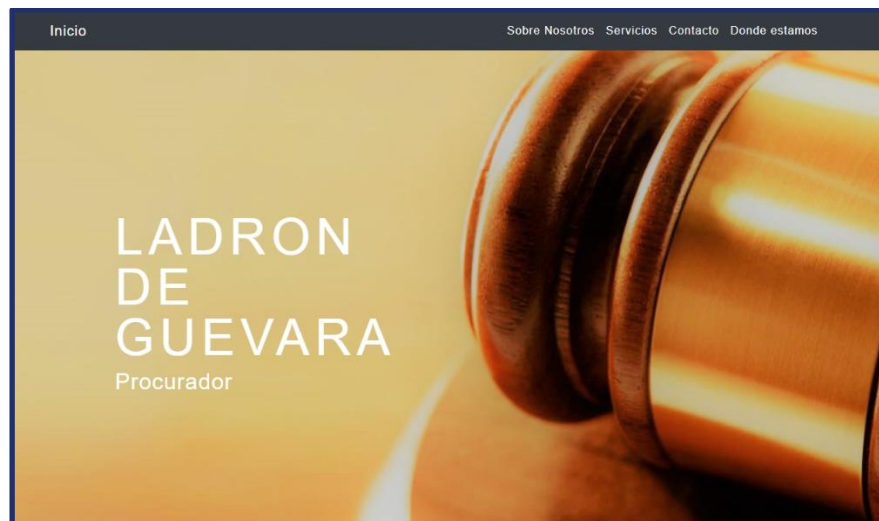 Inicio
Sobre Nosotros Servicios Contacto Donde estamos
LADRON
DE
GUEVARA
Procurador